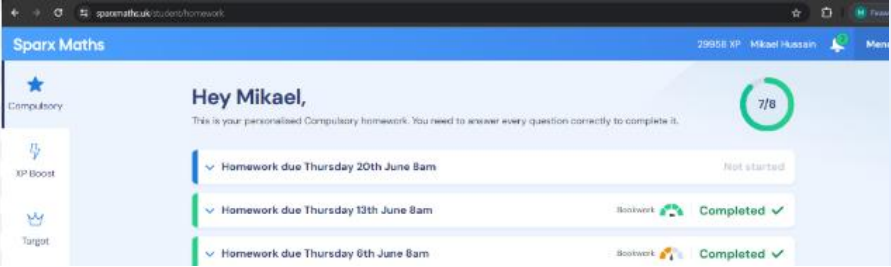 sparxmaths.uk/student/homework
Sparx Maths
29958 XP Mikael Hussain 2 Menu
Compulsory
XP Boost
Target
Hey Mikael,
This is your personalised Compulsory homework. You need to answer every question correctly to complete it.
7/8
Homework due Thursday 20th June 8am Not started
Homework due Thursday 13th June 8am Bookwork Completed
Homework due Thursday 6th June 8am Bookwork Completed